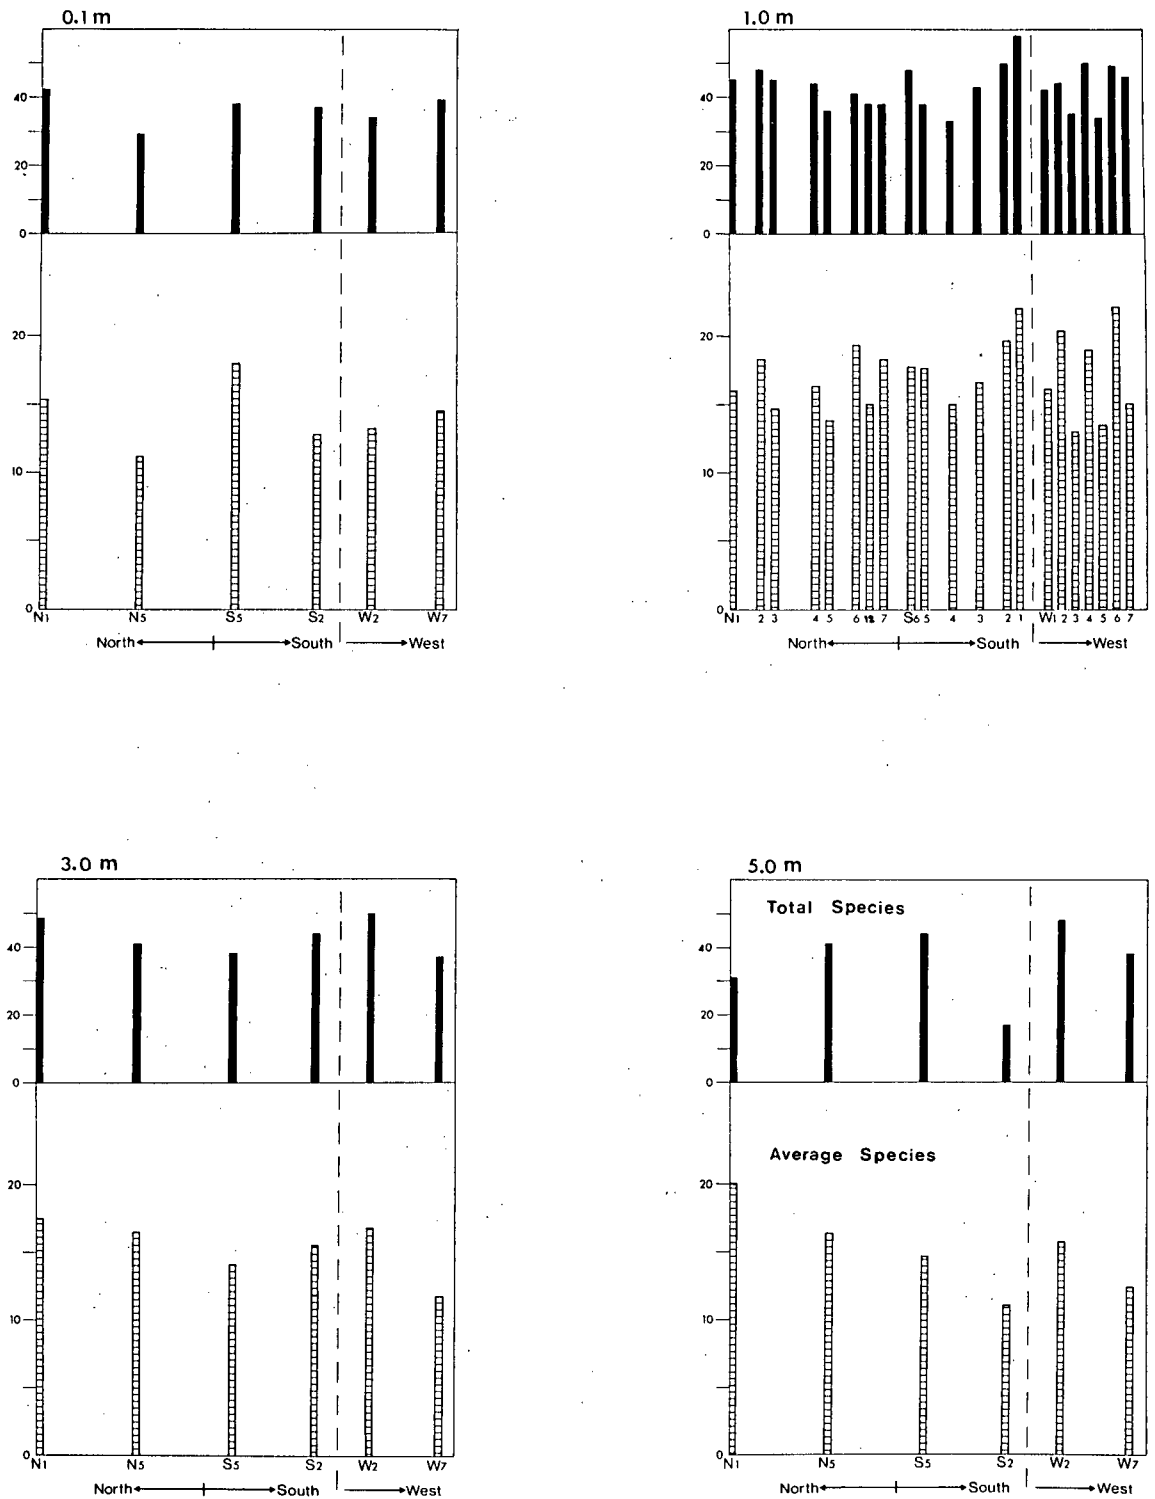 0.1 m
40
20
0
20
10
0
N1 N5 S5 S2 W2 W7
North South West
1.0 m
40
20
0
20
10
0
N1 2 3 4 5 6 7 S6 5 4 3 2 1 W1 2 3 4 5 6 7
North South West
3.0 m
40
20
0
20
10
0
N1 N5 S5 S2 W2 W7
North South West
5.0 m
Total Species
40
20
0
Average Species
20
10
0
N1 N5 S5 S2 W2 W7
North South West